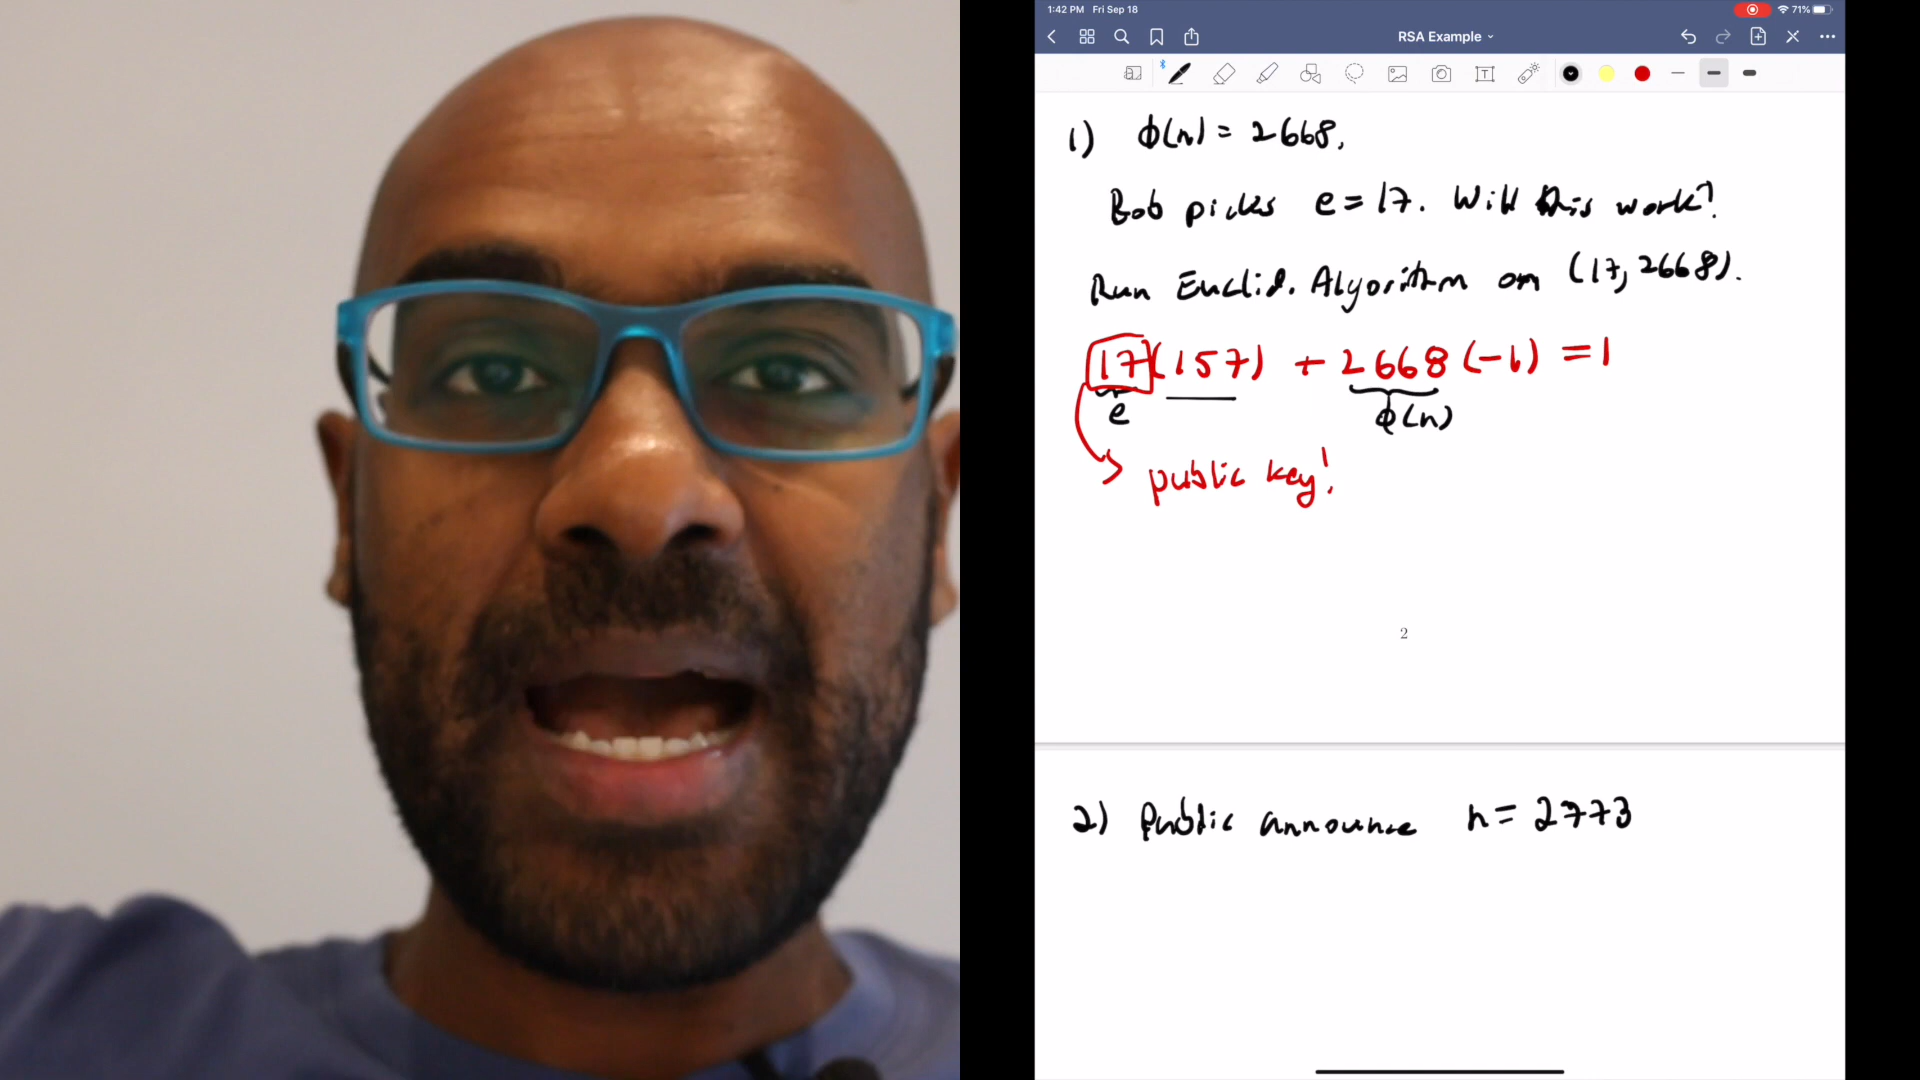 1:42 PM Fri Sep 18
71%
RSA Example
1) ϕ(n) = 2668.
Bob picks e = 17. Will this work?
Run Euclid. Algorithm on (17, 2668).
17(157) + 2668(-1) = 1
e ϕ(n)
public key!
2
2) Public announce n = 2773